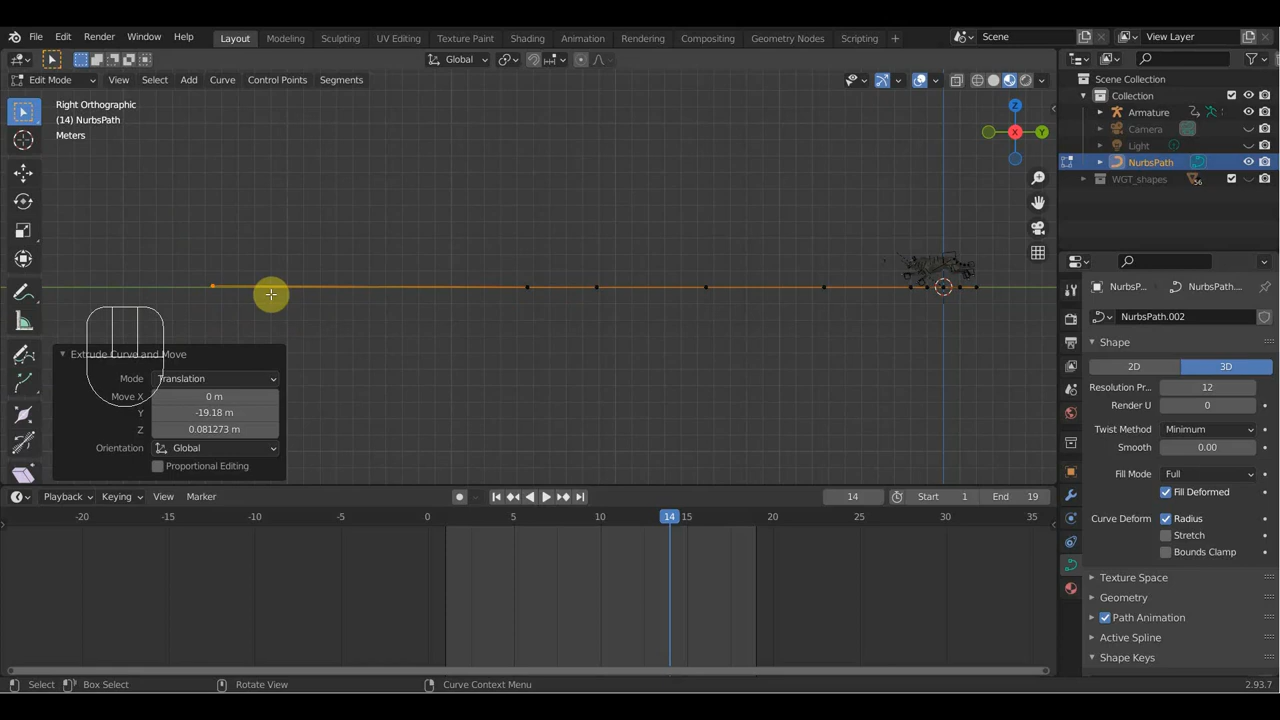 File Edit Render Window Help Layout Modeling Sculpting UV Editing Texture Paint Shading Animation Rendering Compositing Geometry Nodes Scripting + Scene View Layer
Global
Edit Mode View Select Add Curve Control Points Segments
Scene Collection
Collection
Armature
Camera
Light
NurbsPath
WGT_shapes 56
Right Orthographic
(14) NurbsPath
Meters
Z
Y
X
NurbsP... NurbsPath....
NurbsPath.002
Shape
2D 3D
Resolution Pr... 12
Render U 0
Twist Method Minimum
Smooth 0.00
Fill Mode Full
Fill Deformed
Curve Deform Radius
Stretch
Bounds Clamp
Texture Space
Geometry
Path Animation
Active Spline
Shape Keys
Extrude Curve and Move
Mode Translation
Move X 0 m
Y -19.18 m
Z 0.081273 m
Orientation Global
Proportional Editing
Playback Keying View Marker 14 Start 1 End 19
-20 -15 -10 -5 0 5 10 14 15 20 25 30 35
Select Box Select Rotate View Curve Context Menu 2.93.7